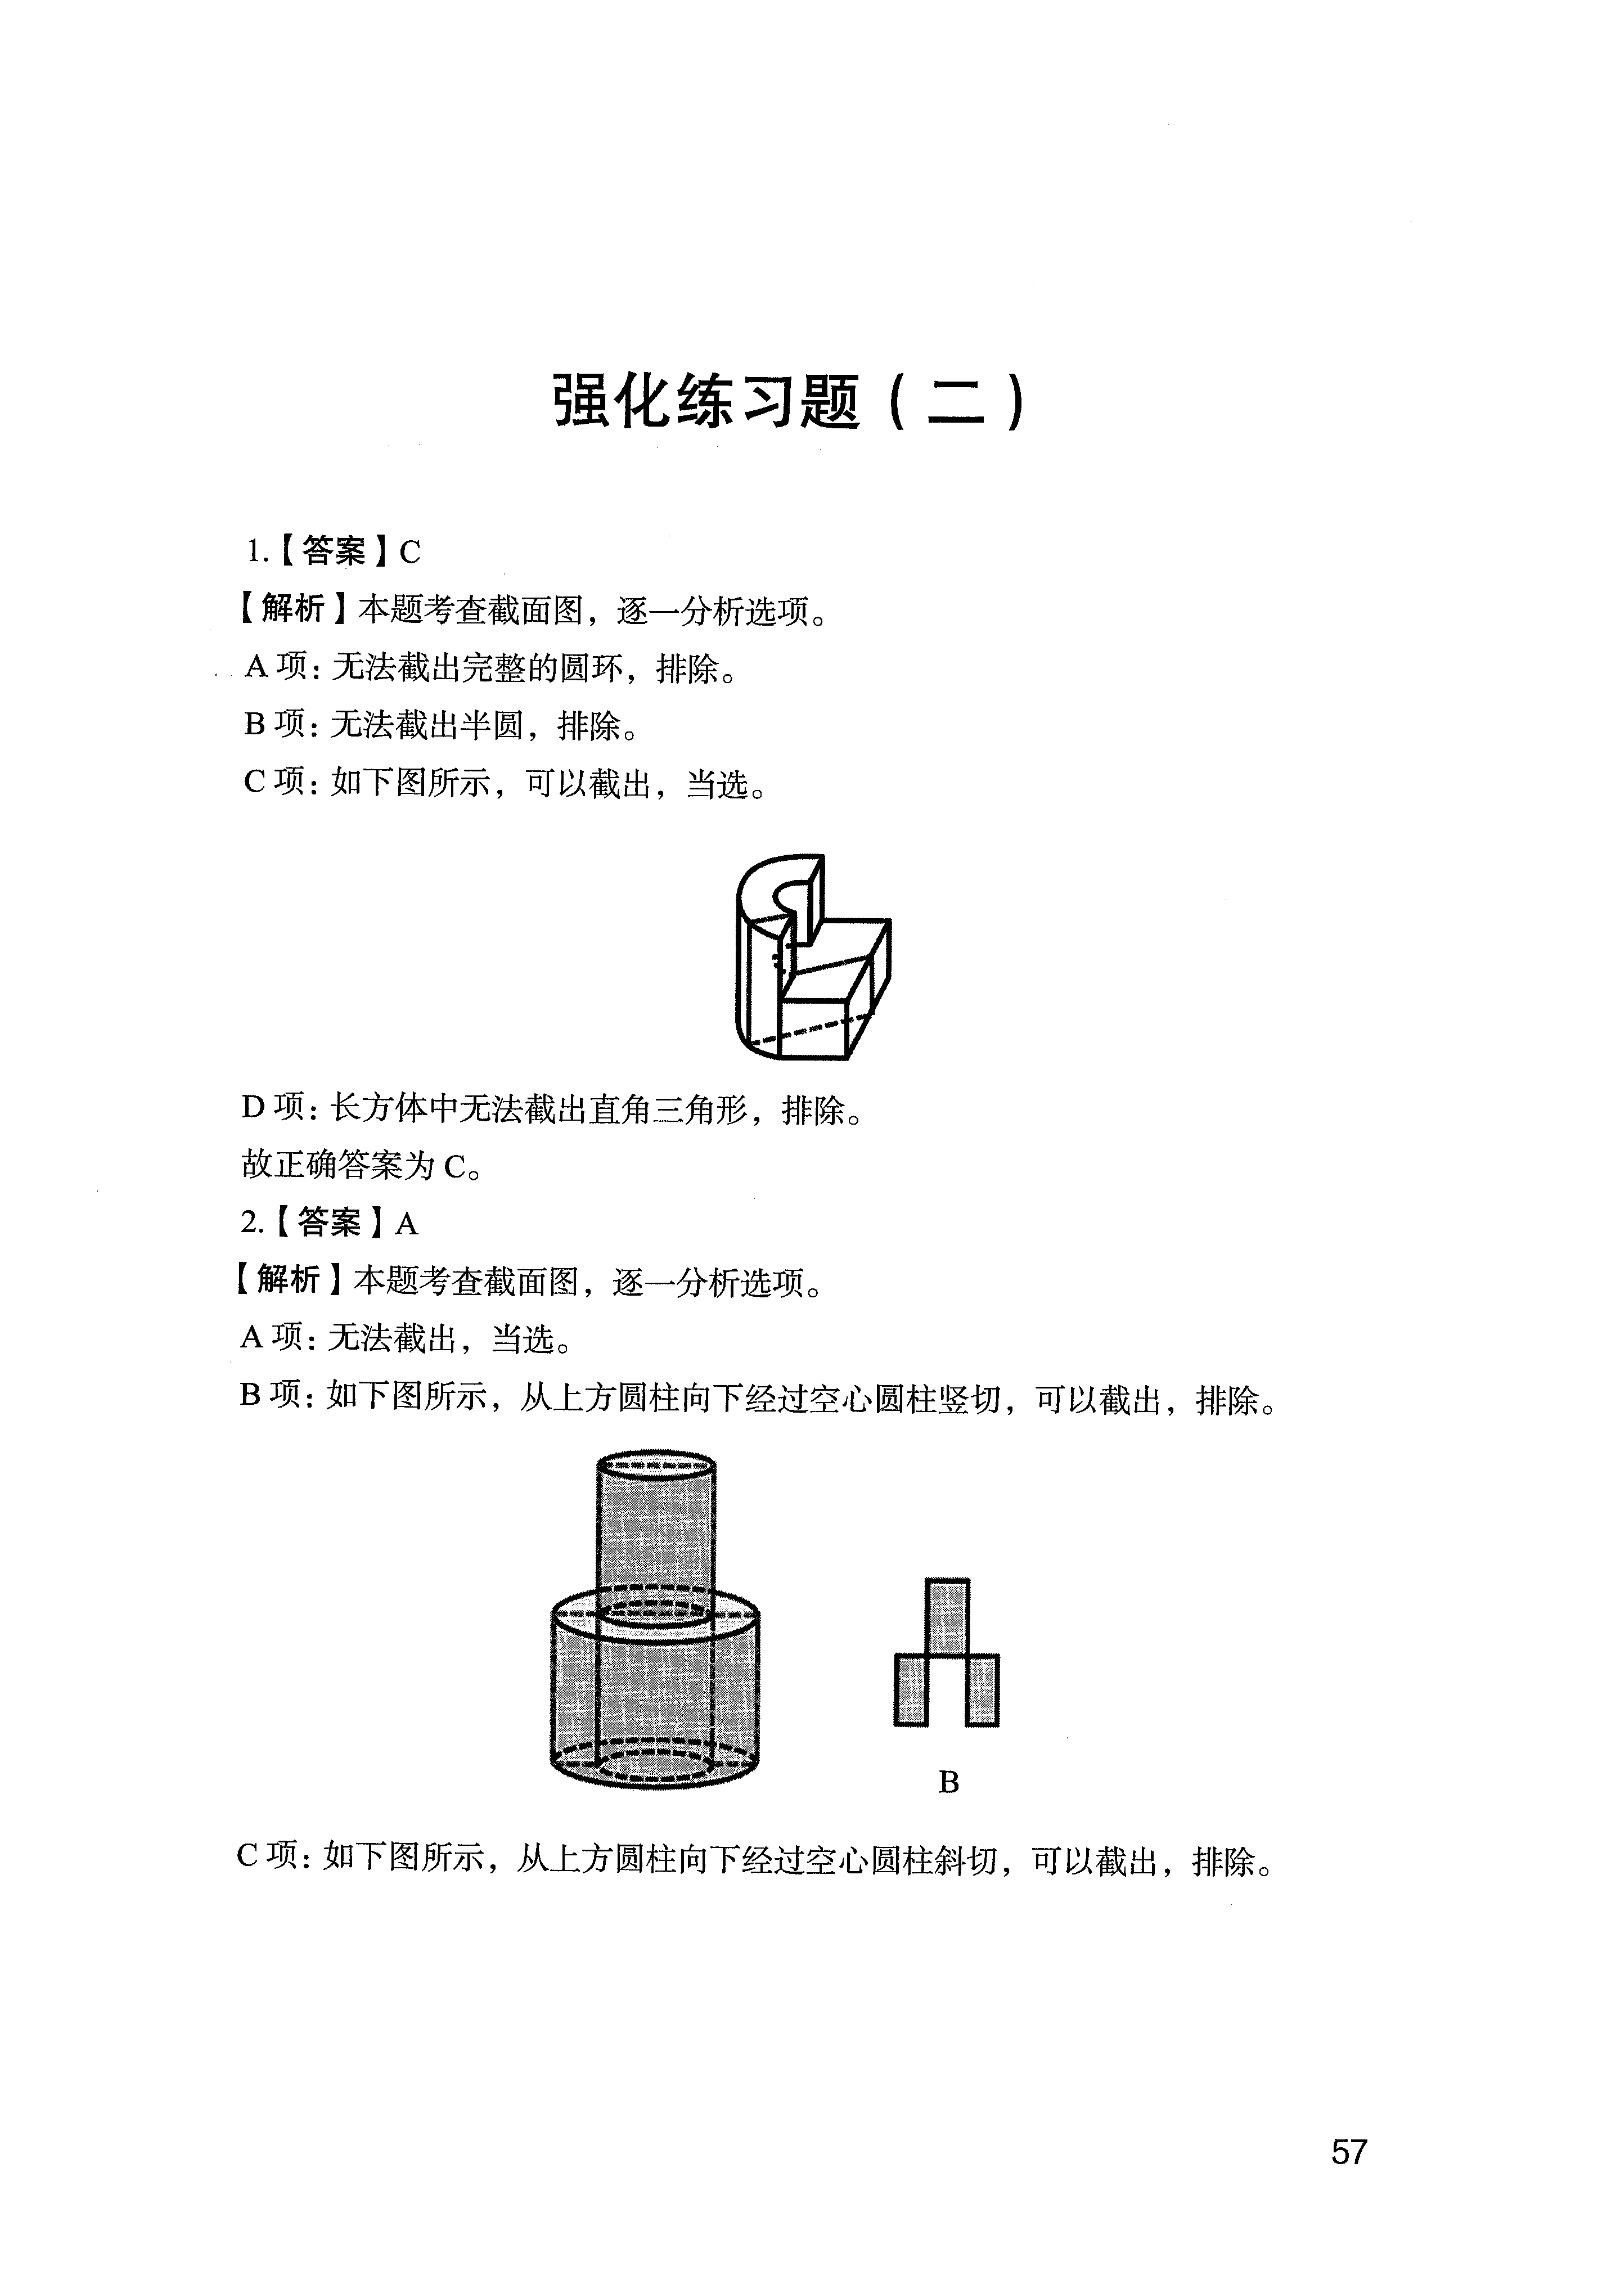 强化练习题（二）
1.【答案】C
【解析】本题考查截面图，逐一分析选项。
A 项：无法截出完整的圆环，排除。
B 项：无法截出半圆，排除。
C 项：如下图所示，可以截出，当选。
D 项：长方体中无法截出直角三角形，排除。
故正确答案为 C。
2.【答案】A
【解析】本题考查截面图，逐一分析选项。
A 项：无法截出，当选。
B 项：如下图所示，从上方圆柱向下经过空心圆柱竖切，可以截出，排除。
B
C 项：如下图所示，从上方圆柱向下经过空心圆柱斜切，可以截出，排除。
57